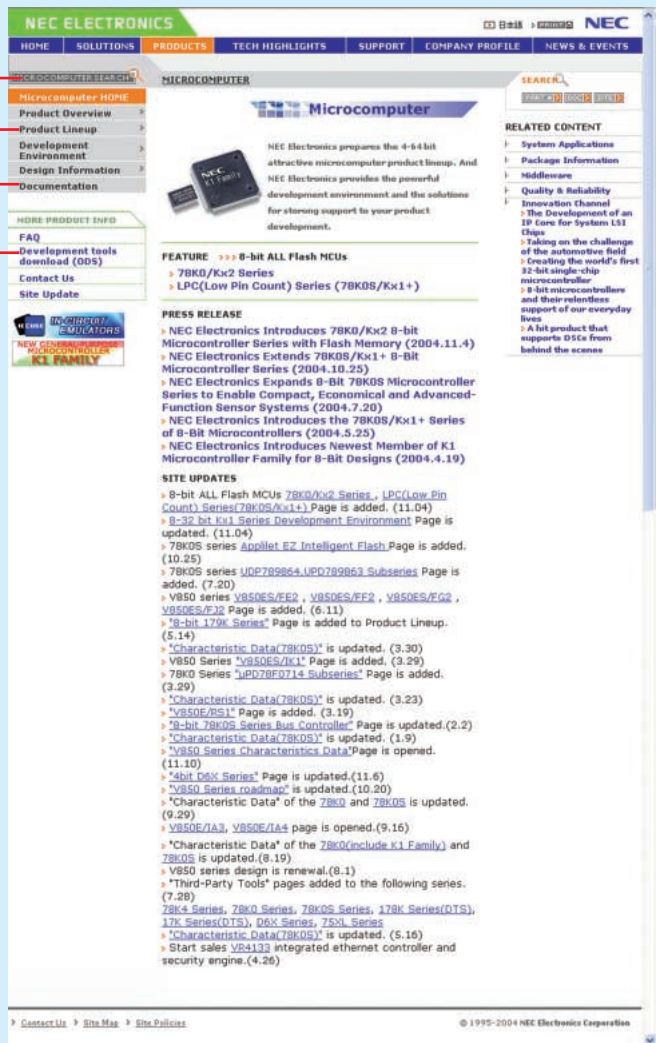 NEC ELECTRONICS
日本語 PRINT NEC
HOME SOLUTIONS PRODUCTS TECH HIGHLIGHTS SUPPORT COMPANY PROFILE NEWS & EVENTS
MICROCOMPUTER SEARCH
Microcomputer HOME
Product Overview
Product Lineup
Development
Environment
Design Information
Documentation
MORE PRODUCT INFO
FAQ
Development tools
download (ODS)
Contact Us
Site Update
IN-CIRCUIT
EMULATORS
NEW GENERAL-PURPOSE
MICROCONTROLLER
K1 FAMILY
MICROCOMPUTER
Microcomputer
NEC
K1 Family
NEC Electronics prepares the 4-64 bit
attractive microcomputer product lineup. And
NEC Electronics provides the powerful
development environment and the solutions
for storong support to your product
development.
FEATURE >>> 8-bit ALL Flash MCUs
78K0/Kx2 Series
LPC(Low Pin Count) Series (78K0S/Kx1+)
PRESS RELEASE
NEC Electronics Introduces 78K0/Kx2 8-bit
Microcontroller Series with Flash Memory (2004.11.4)
NEC Electronics Extends 78K0S/Kx1+ 8-Bit
Microcontroller Series (2004.10.25)
NEC Electronics Expands 8-Bit 78K0S Microcontroller
Series to Enable Compact, Economical and Advanced-
Function Sensor Systems (2004.7.20)
NEC Electronics Introduces the 78K0S/Kx1+ Series
of 8-Bit Microcontrollers (2004.5.25)
NEC Electronics Introduces Newest Member of K1
Microcontroller Family for 8-Bit Designs (2004.4.19)
SITE UPDATES
8-bit ALL Flash MCUs 78K0/Kx2 Series , LPC(Low Pin
Count) Series(78K0S/Kx1+) Page is added. (11.04)
8-32 bit Kx1 Series Development Environment Page is
updated. (11.04)
78K0S series Applilet EZ Intelligent Flash Page is added.
(10.25)
78K0S series UDP789864,UPD789863 Subseries Page is
added. (7.20)
V850 series V850ES/FE2 , V850ES/FF2 , V850ES/FG2 ,
V850ES/FJ2 Page is added. (6.11)
"8-bit 179K Series" Page is added to Product Lineup.
(5.14)
"Characteristic Data(78K0S)" is updated. (3.30)
V850 Series "V850ES/IK1" Page is added. (3.29)
78K0 Series "μPD78F0714 Subseries" Page is added.
(3.29)
"Characteristic Data(78K0S)" is updated. (3.23)
"V850E/RS1" Page is added. (3.19)
"8-bit 78K0S Series Bus Controller" Page is updated.(2.2)
"Characteristic Data(78K0S)" is updated. (1.9)
"V850 Series Characteristics Data"Page is opened.
(11.10)
"4bit D6X Series" Page is updated.(11.6)
"V850 Series roadmap" is updated.(10.20)
"Characteristic Data" of the 78K0 and 78K0S is updated.
(9.29)
V850E/IA3, V850E/IA4 page is opened.(9.16)
"Characteristic Data" of the 78K0(include K1 Family) and
78K0S is updated.(8.19)
V850 series design is renewal.(8.1)
"Third-Party Tools" pages added to the following series.
(7.28)
78K4 Series, 78K0 Series, 78K0S Series, 178K Series(DTS),
17K Series(DTS), D6X Series, 75XL Series
"Characteristic Data(78K0S)" is updated. (5.16)
Start sales VR4133 integrated ethernet controller and
security engine.(4.26)
SEARCH
PART # DOC SITE
RELATED CONTENT
System Applications
Package Information
Middleware
Quality & Reliability
Innovation Channel
The Development of an
IP Core for System LSI
Chips
Taking on the challenge
of the automotive field
Creating the world's first
32-bit single-chip
microcontroller
8-bit microcontrollers
and their relentless
support of our everyday
lives
A hit product that
supports DSCs from
behind the scenes
Contact Us Site Map Site Policies
© 1995-2004 NEC Electronics Corporation